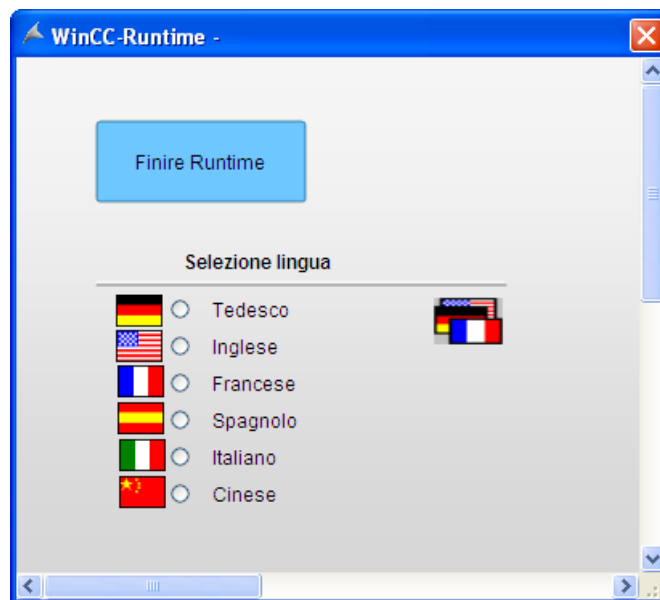 WinCC-Runtime -
Finire Runtime
Selezione lingua
Tedesco
Inglese
Francese
Spagnolo
Italiano
Cinese